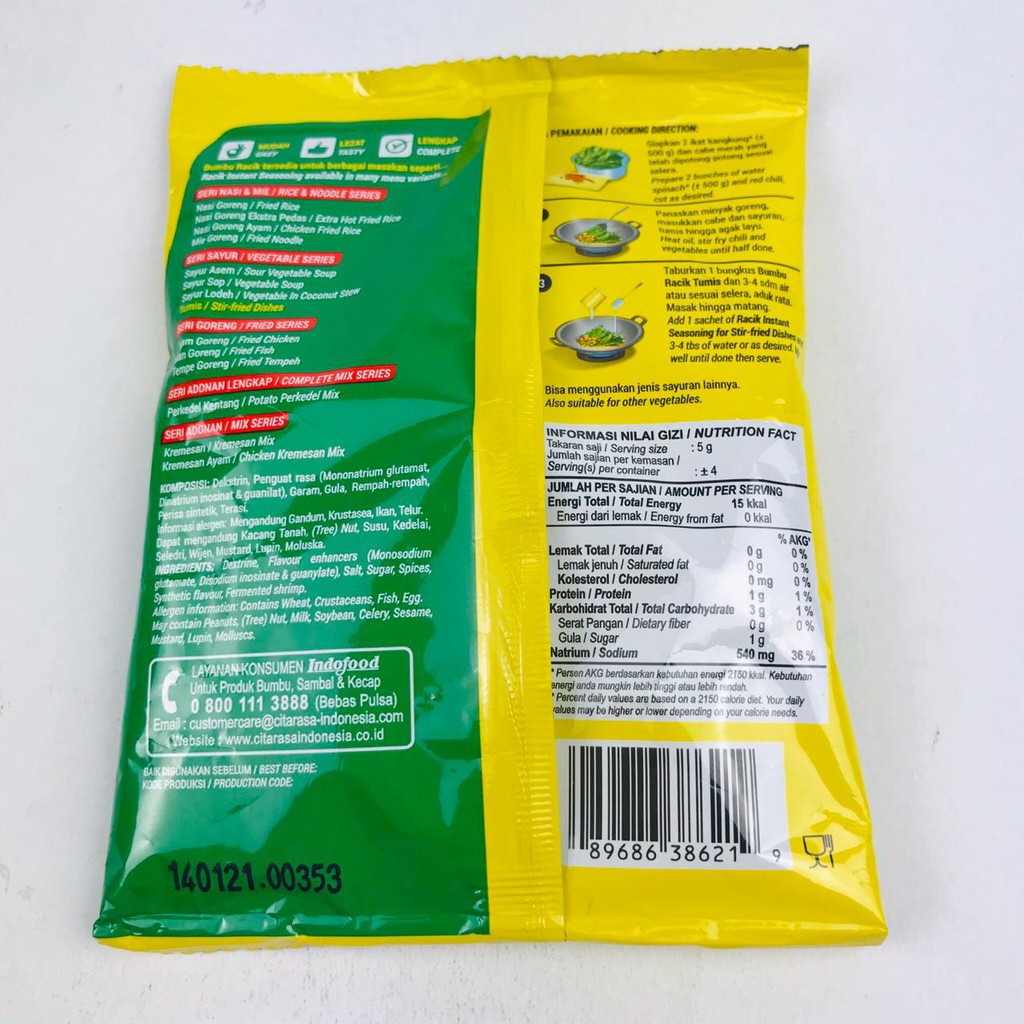 MUDAH
EASY
LEZAT
TASTY
LENGKAP
COMPLETE
Bumbu Racik tersedia untuk berbagai masakan seperti...
Racik Instant Seasoning available in many menu variants...
SERI NASI & MIE / RICE & NOODLE SERIES
Nasi Goreng / Fried Rice
Nasi Goreng Ekstra Pedas / Extra Hot Fried Rice
Nasi Goreng Ayam / Chicken Fried Rice
Mie Goreng / Fried Noodle
SERI SAYUR / VEGETABLE SERIES
Sayur Asem / Sour Vegetable Soup
Sayur Sop / Vegetable Soup
Sayur Lodeh / Vegetable In Coconut Stew
Tumis / Stir-fried Dishes
SERI GORENG / FRIED SERIES
am Goreng / Fried Chicken
an Goreng / Fried Fish
Tempe Goreng / Fried Tempeh
SERI ADONAN LENGKAP / COMPLETE MIX SERIES
Perkedel Kentang / Potato Perkedel Mix
SERI ADONAN / MIX SERIES
Kremesan / Kremesan Mix
Kremesan Ayam / Chicken Kremesan Mix
KOMPOSISI: Dekstrin, Penguat rasa (Mononatrium glutamat,
Dinatrium inosinat & guanilat), Garam, Gula, Rempah-rempah,
Perisa sintetik, Terasi.
Informasi alergen: Mengandung Gandum, Krustasea, Ikan, Telur.
Dapat mengandung Kacang Tanah, (Tree) Nut, Susu, Kedelai,
Seledri, Wijen, Mustard, Lupin, Moluska.
INGREDIENTS: Dextrine, Flavour enhancers (Monosodium
glutamate, Disodium inosinate & guanylate), Salt, Sugar, Spices,
Synthetic flavour, Fermented shrimp.
Allergen information: Contains Wheat, Crustaceans, Fish, Egg.
May contain Peanuts, (Tree) Nut, Milk, Soybean, Celery, Sesame,
Mustard, Lupin, Molluscs.
LAYANAN KONSUMEN Indofood
Untuk Produk Bumbu, Sambal & Kecap
0 800 111 3888 (Bebas Pulsa)
Email : customercare@citarasa-indonesia.com
Website : www.citarasaindonesia.co.id
BAIK DIGUNAKAN SEBELUM / BEST BEFORE:
KODE PRODUKSI / PRODUCTION CODE:
140121.00353
PEMAKAIAN / COOKING DIRECTION:
Siapkan 2 ikat kangkung* (±
500 g) dan cabe merah yang
telah dipotong-potong sesuai
selera.
Prepare 2 bunches of water
spinach* (± 500 g) and red chili,
cut as desired.
Panaskan minyak goreng,
masukkan cabe dan sayuran,
tumis hingga agak layu.
Heat oil, stir fry chili and
vegetables until half done.
3
Taburkan 1 bungkus Bumbu
Racik Tumis dan 3-4 sdm air
atau sesuai selera, aduk rata.
Masak hingga matang.
Add 1 sachet of Racik Instant
Seasoning for Stir-fried Dishes
3-4 tbs of water or as desired.
well until done then serve.
Bisa menggunakan jenis sayuran lainnya.
Also suitable for other vegetables.
INFORMASI NILAI GIZI / NUTRITION FACT
Takaran saji / Serving size : 5 g
Jumlah sajian per kemasan /
Serving(s) per container : ± 4
JUMLAH PER SAJIAN / AMOUNT PER SERVING
Energi Total / Total Energy 15 kkal
Energi dari lemak / Energy from fat 0 kkal
% AKG*
Lemak Total / Total Fat 0 g 0 %
Lemak jenuh / Saturated fat 0 g 0 %
Kolesterol / Cholesterol 0 mg 0 %
Protein / Protein 1 g 1 %
Karbohidrat Total / Total Carbohydrate 3 g 1 %
Serat Pangan / Dietary fiber 0 g 0 %
Gula / Sugar 1 g
Natrium / Sodium 540 mg 36 %
* Persen AKG berdasarkan kebutuhan energi 2150 kkal. Kebutuhan
energi anda mungkin lebih tinggi atau lebih rendah.
* Percent daily values are based on a 2150 calorie diet. Your daily
values may be higher or lower depending on your calorie needs.
89686 38621 9